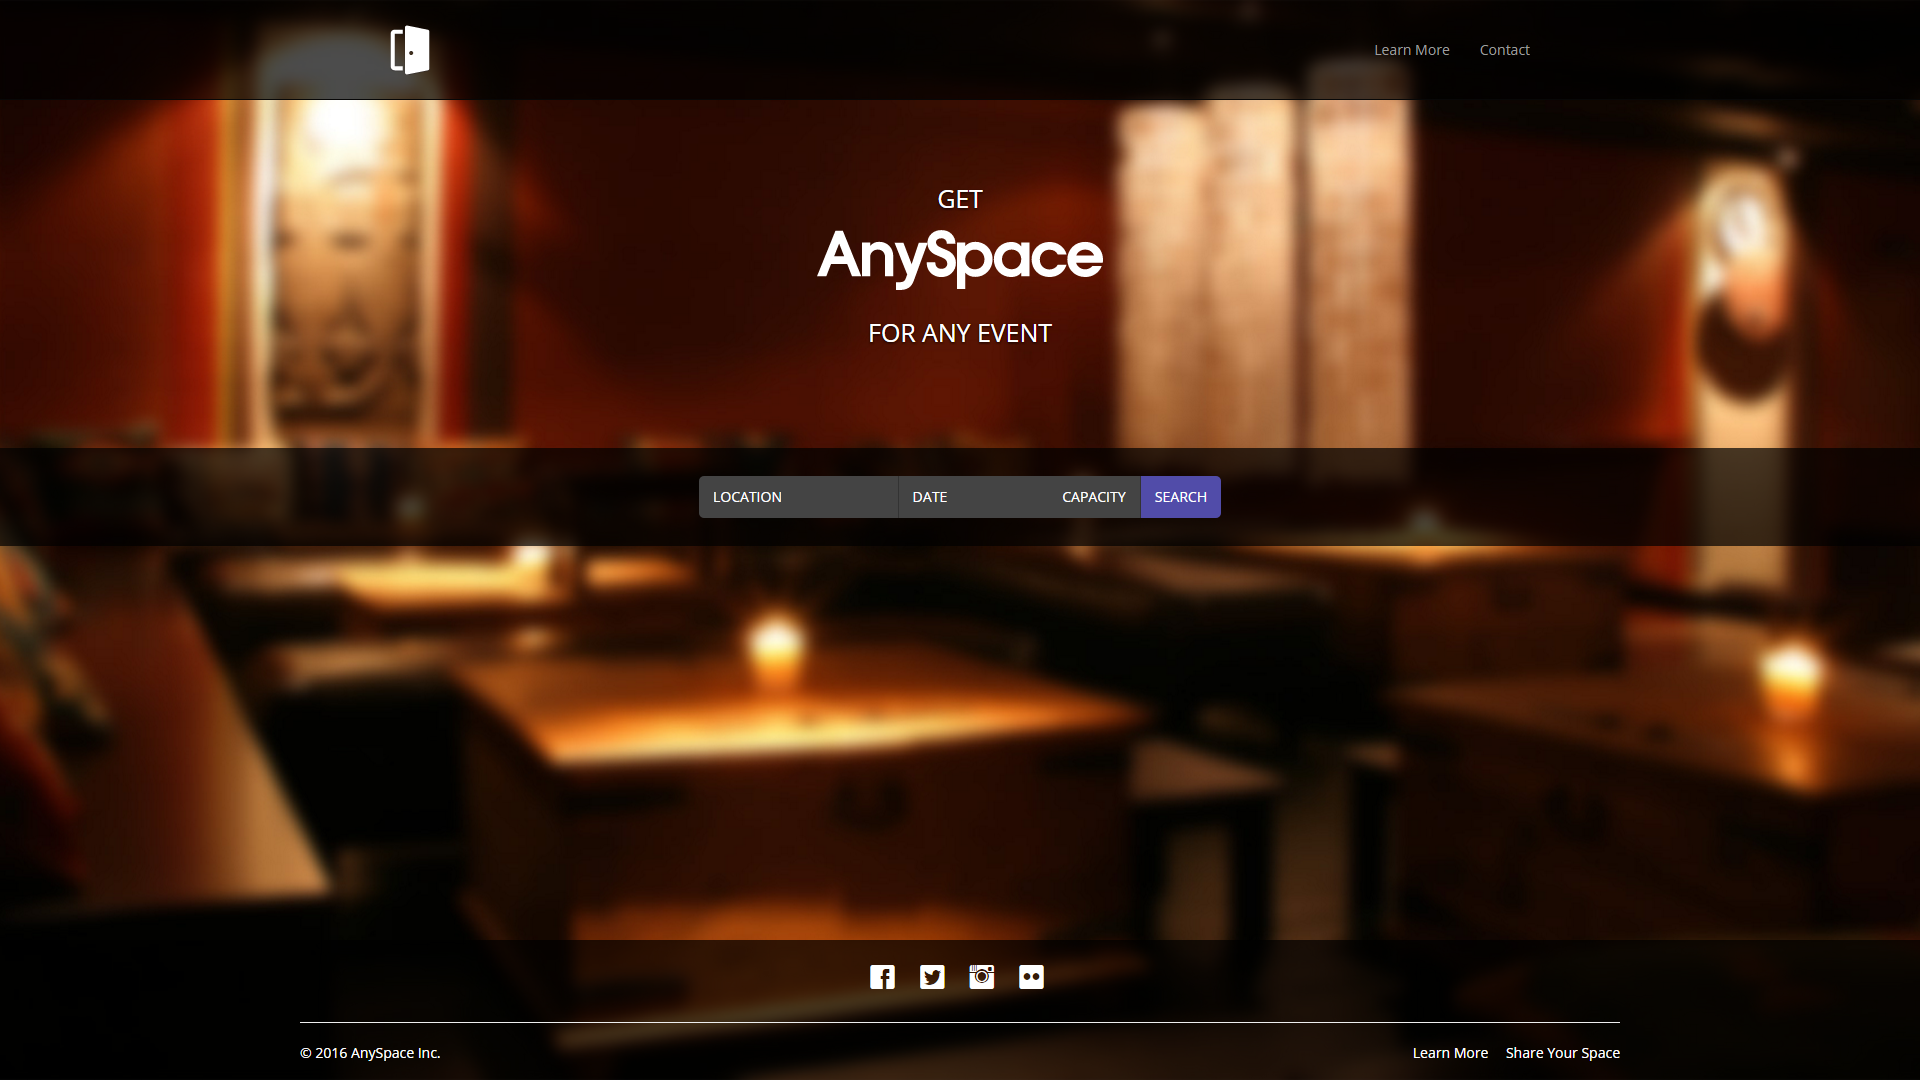 Learn More Contact
GET
AnySpace
FOR ANY EVENT
LOCATION DATE CAPACITY SEARCH
© 2016 AnySpace Inc. Learn More Share Your Space